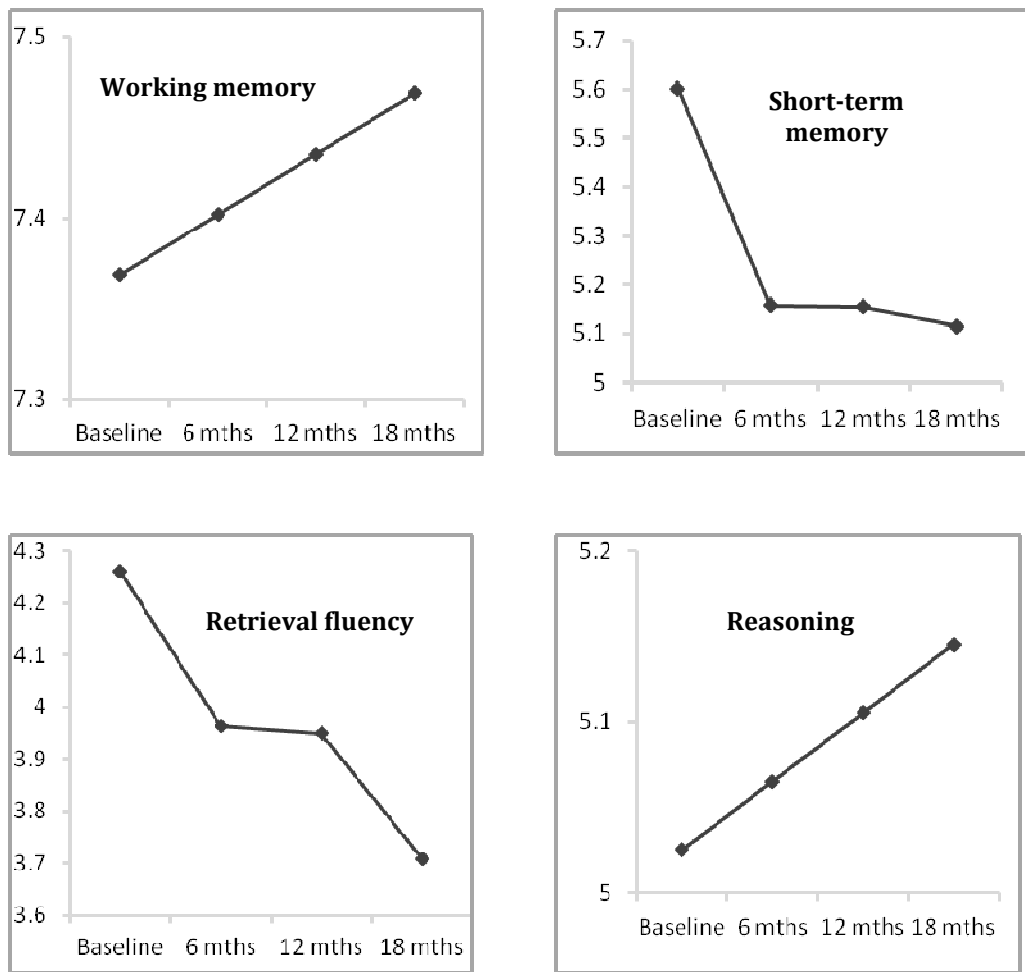 7.5
Working memory
7.4
7.3
Baseline 6 mths 12 mths 18 mths
5.7
5.6
Short-term
memory
5.5
5.4
5.3
5.2
5.1
5
Baseline 6 mths 12 mths 18 mths
4.3
4.2
Retrieval fluency
4.1
4
3.9
3.8
3.7
3.6
Baseline 6 mths 12 mths 18 mths
5.2
Reasoning
5.1
5
Baseline 6 mths 12 mths 18 mths